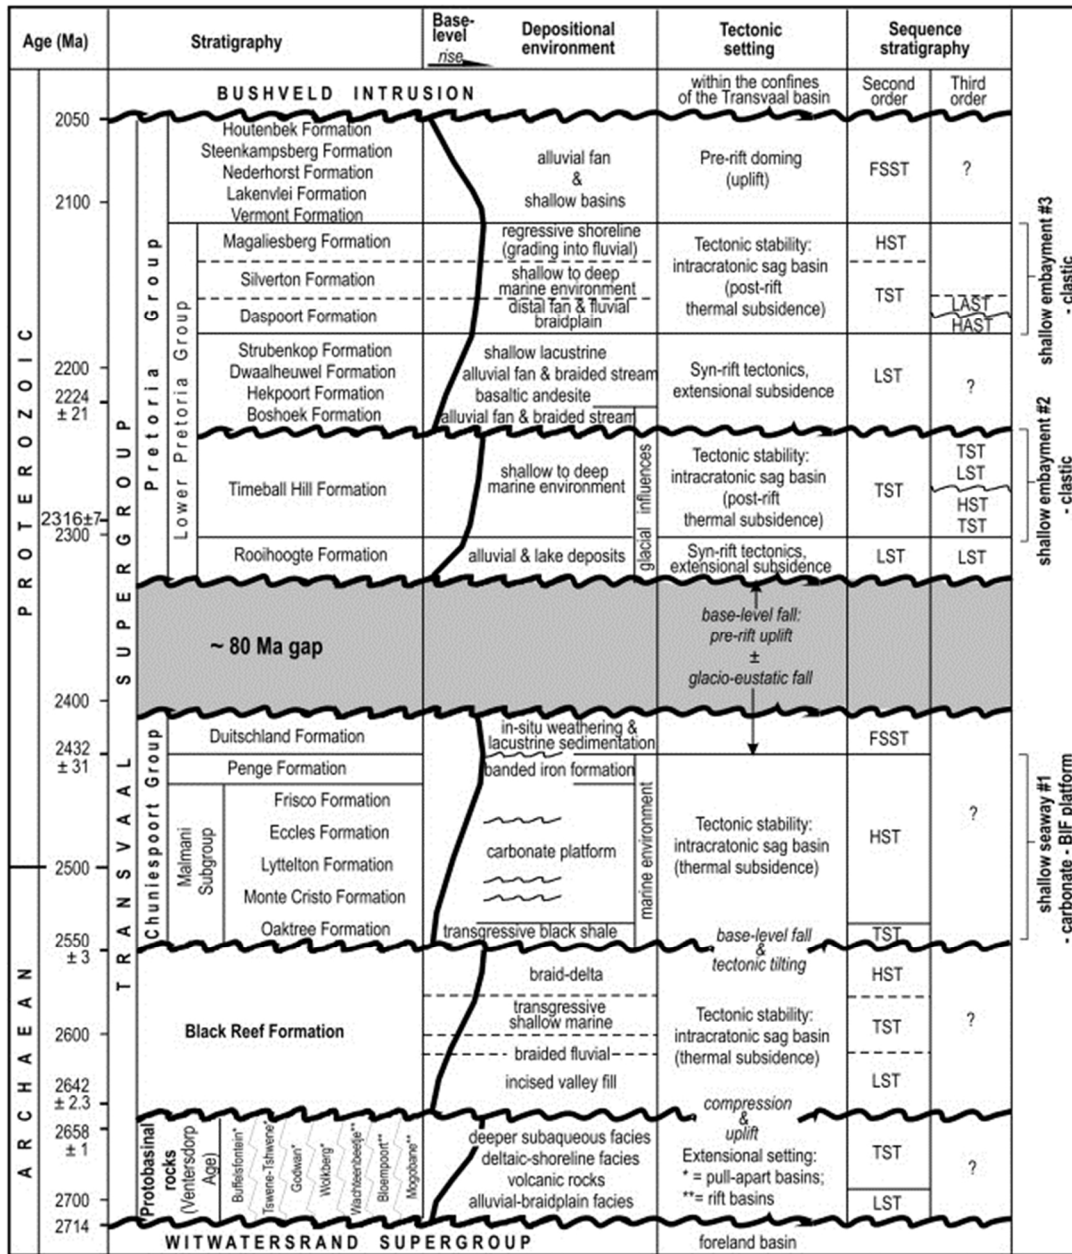 Age (Ma)
Stratigraphy
Base-
level
rise
Depositional
environment
Tectonic
setting
Sequence
stratigraphy
BUSHVELD INTRUSION
within the confines
of the Transvaal basin
Second
order
Third
order
2050
2100
2200
2224
± 21
2316±7
2300
2400
2432
± 31
2500
2550
± 3
2600
2642
± 2.3
2658
± 1
2700
2714
PROTEROZOIC
ARCHAEAN
TRANSVAAL SUPERGROUP
Pretoria Group
Lower Pretoria Group
Houtenbek Formation
Steenkampsberg Formation
Nederhorst Formation
Lakenvlei Formation
Vermont Formation
alluvial fan
&
shallow basins
Pre-rift doming
(uplift)
FSST
?
Magaliesberg Formation
regressive shoreline
(grading into fluvial)
Silverton Formation
shallow to deep
marine environment
Daspoort Formation
distal fan & fluvial
braidplain
Tectonic stability:
intracratonic sag basin
(post-rift
thermal subsidence)
HST
TST
LAST
HAST
shallow embayment #3
- clastic
Strubenkop Formation
Dwaalheuwel Formation
Hekpoort Formation
Boshoek Formation
shallow lacustrine
alluvial fan & braided stream
basaltic andesite
alluvial fan & braided stream
Syn-rift tectonics,
extensional subsidence
LST
?
Timeball Hill Formation
shallow to deep
marine environment
glacial influences
Tectonic stability:
intracratonic sag basin
(post-rift
thermal subsidence)
TST
TST
LST
HST
TST
shallow embayment #2
- clastic
Rooihoogte Formation
alluvial & lake deposits
Syn-rift tectonics,
extensional subsidence
LST
LST
~ 80 Ma gap
base-level fall:
pre-rift uplift
±
glacio-eustatic fall
Chuniespoort Group
Duitschland Formation
in-situ weathering &
lacustrine sedimentation
FSST
Penge Formation
banded iron formation
Malmani
Subgroup
Frisco Formation
Eccles Formation
Lyttelton Formation
Monte Cristo Formation
Oaktree Formation
carbonate platform
transgressive black shale
marine environment
Tectonic stability:
intracratonic sag basin
(thermal subsidence)
HST
TST
?
shallow seaway #1
- carbonate - BIF platform
base-level fall
&
tectonic tilting
Black Reef Formation
braid-delta
transgressive
shallow marine
braided fluvial
incised valley fill
Tectonic stability:
intracratonic sag basin
(thermal subsidence)
HST
TST
LST
?
compression
&
uplift
Protobasinal
rocks
(Ventersdorp
Age)
Buffelsfontein*
Tswene-Tshwene*
Godwan*
Wolkberg*
Wachteenbeetje**
Bloempoort**
Mogobane**
deeper subaqueous facies
deltaic-shoreline facies
volcanic rocks
alluvial-braidplain facies
Extensional setting:
* = pull-apart basins;
**= rift basins
TST
LST
?
WITWATERSRAND SUPERGROUP
foreland basin